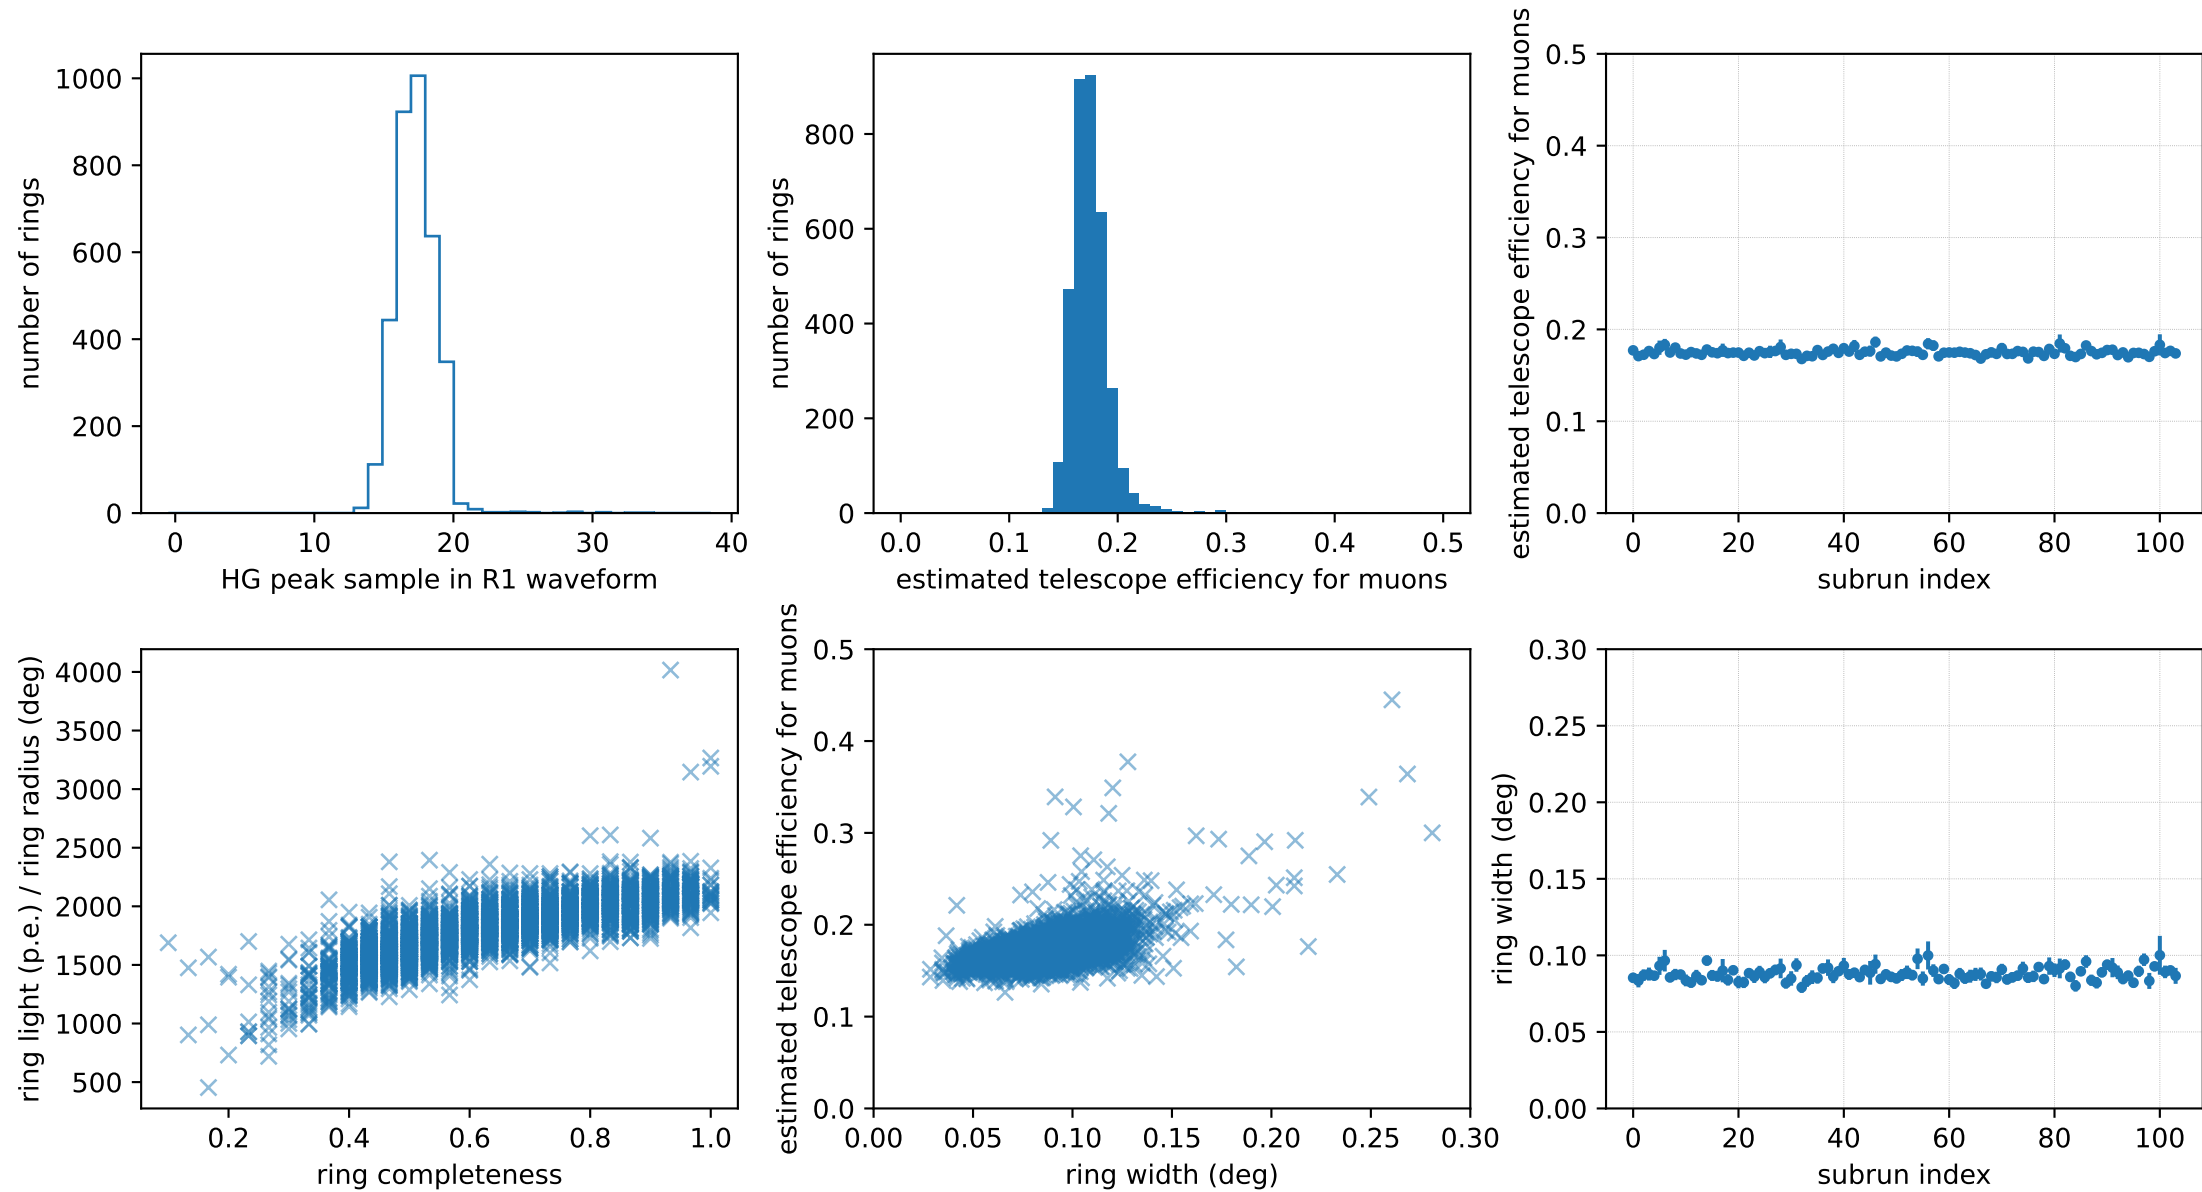 number of rings
1000
800
600
400
200
0
0 10 20 30 40
HG peak sample in R1 waveform
number of rings
800
600
400
200
0
0.0 0.1 0.2 0.3 0.4 0.5
estimated telescope efficiency for muons
estimated telescope efficiency for muons
0.5
0.4
0.3
0.2
0.1
0.0
0 20 40 60 80 100
subrun index
ring light (p.e.) / ring radius (deg)
4000
3500
3000
2500
2000
1500
1000
500
0.2 0.4 0.6 0.8 1.0
ring completeness
estimated telescope efficiency for muons
0.5
0.4
0.3
0.2
0.1
0.0
0.00 0.05 0.10 0.15 0.20 0.25 0.30
ring width (deg)
ring width (deg)
0.30
0.25
0.20
0.15
0.10
0.05
0.00
0 20 40 60 80 100
subrun index